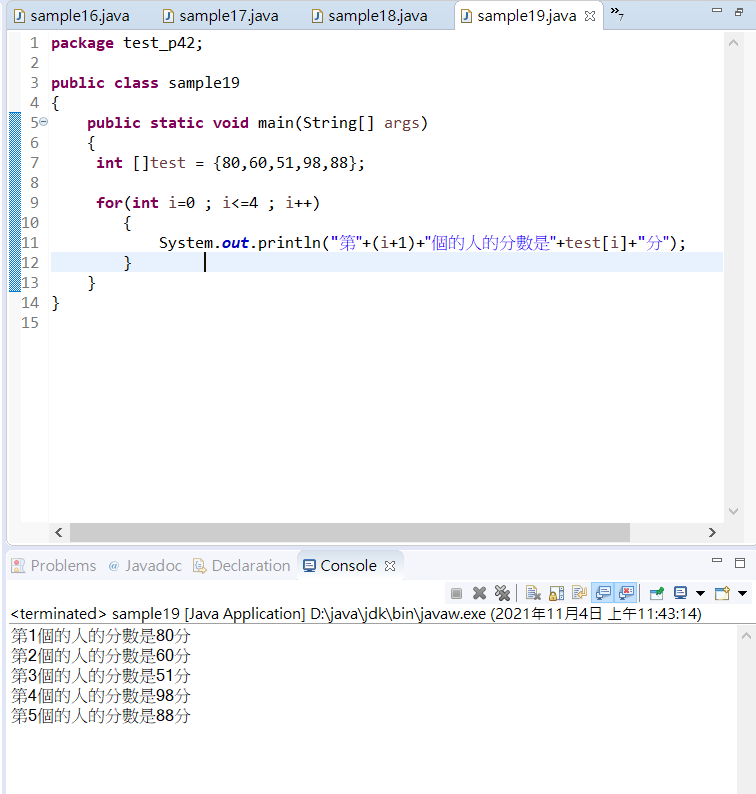 sample16.java sample17.java sample18.java sample19.java »7
1 package test_p42;
2
3 public class sample19
4 {
5 public static void main(String[] args)
6 {
7 int []test = {80,60,51,98,88};
8
9 for(int i=0 ; i<=4 ; i++)
10 {
11 System.out.println("第"+(i+1)+"個的人的分數是"+test[i]+"分");
12 }
13 }
14 }
15
Problems @ Javadoc Declaration Console
<terminated> sample19 [Java Application] D:\java\jdk\bin\javaw.exe (2021年11月4日 上午11:43:14)
第1個的人的分數是80分
第2個的人的分數是60分
第3個的人的分數是51分
第4個的人的分數是98分
第5個的人的分數是88分